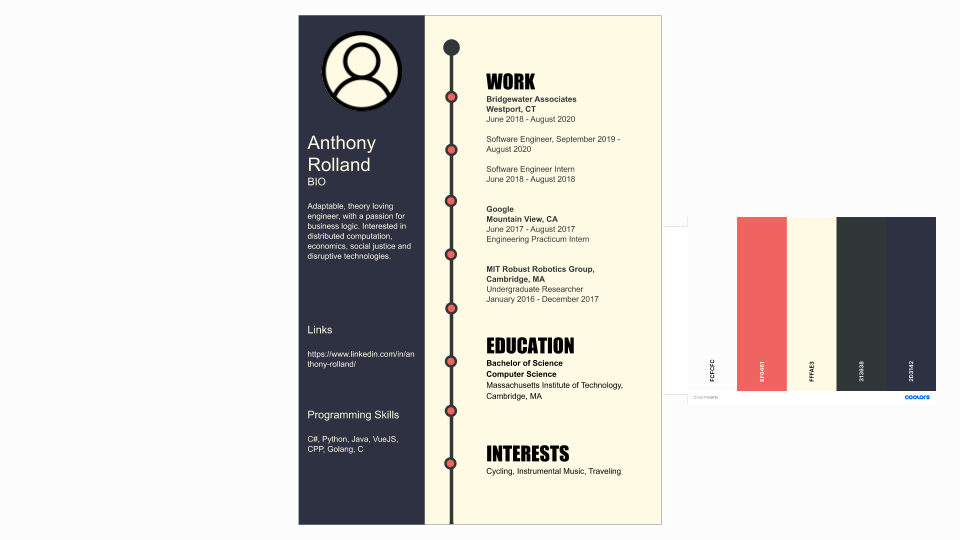 Anthony
Rolland
BIO
Adaptable, theory loving
engineer, with a passion for
business logic. Interested in
distributed computation,
economics, social justice and
disruptive technologies.
Links
https://www.linkedin.com/in/an
thony-rolland/
Programming Skills
C#, Python, Java, VueJS,
CPP, Golang, C
WORK
Bridgewater Associates
Westport, CT
June 2018 - August 2020
Software Engineer, September 2019 -
August 2020
Software Engineer Intern
June 2018 - August 2018
Google
Mountain View, CA
June 2017 - August 2017
Engineering Practicum Intern
MIT Robust Robotics Group,
Cambridge, MA
Undergraduate Researcher
January 2016 - December 2017
EDUCATION
Bachelor of Science
Computer Science
Massachusetts Institute of Technology,
Cambridge, MA
INTERESTS
Cycling, Instrumental Music, Traveling
FCFCFC
FFFAE3
313638
2D3142
coolors